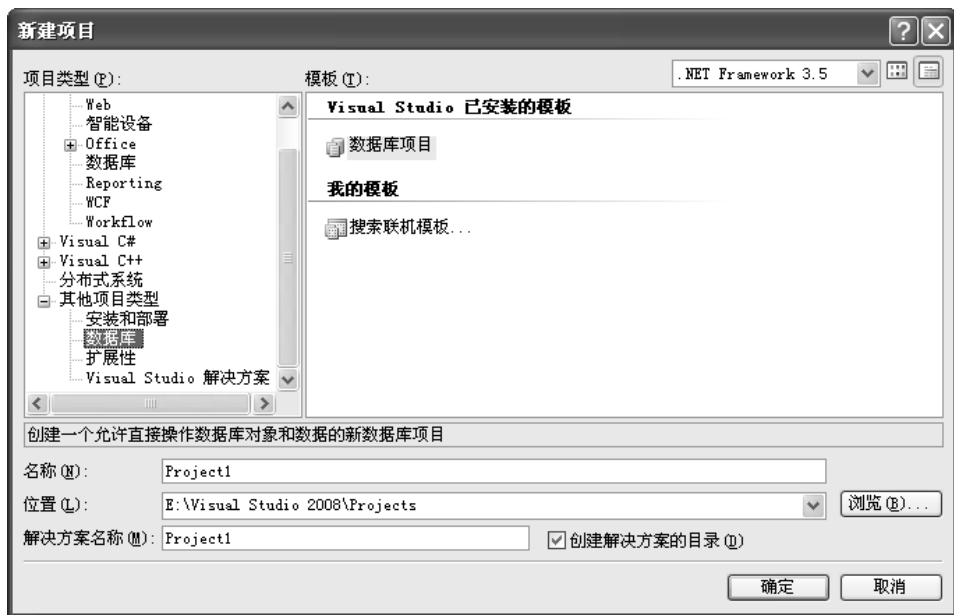 新建项目
项目类型(P):
模板(T):
.NET Framework 3.5
Web
智能设备
Office
数据库
Reporting
WCF
Workflow
Visual C#
Visual C++
分布式系统
其他项目类型
安装和部署
数据库
扩展性
Visual Studio 解决方案
Visual Studio 已安装的模板
数据库项目
我的模板
搜索联机模板...
创建一个允许直接操作数据库对象和数据的新数据库项目
名称(N): Project1
位置(L): E:\Visual Studio 2008\Projects 浏览(B)...
解决方案名称(M): Project1 创建解决方案的目录(D)
确定 取消